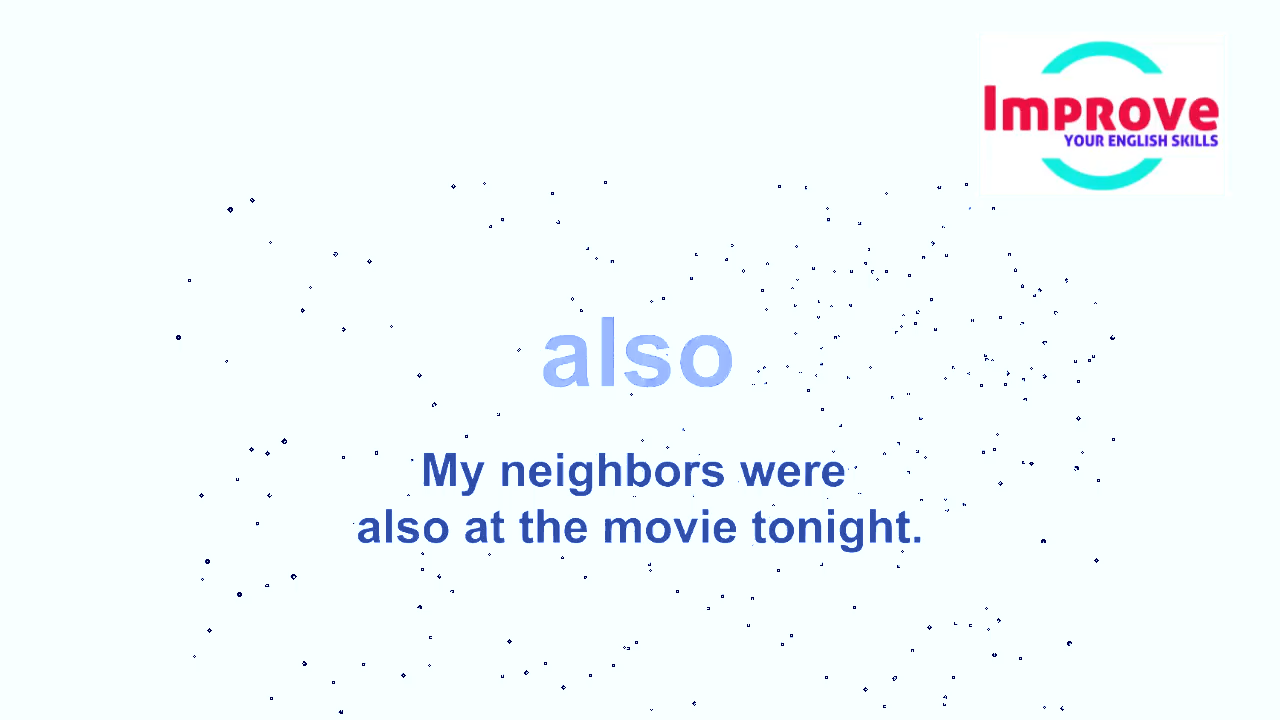 Improve
YOUR ENGLISH SKILLS
also
My neighbors were
also at the movie tonight.